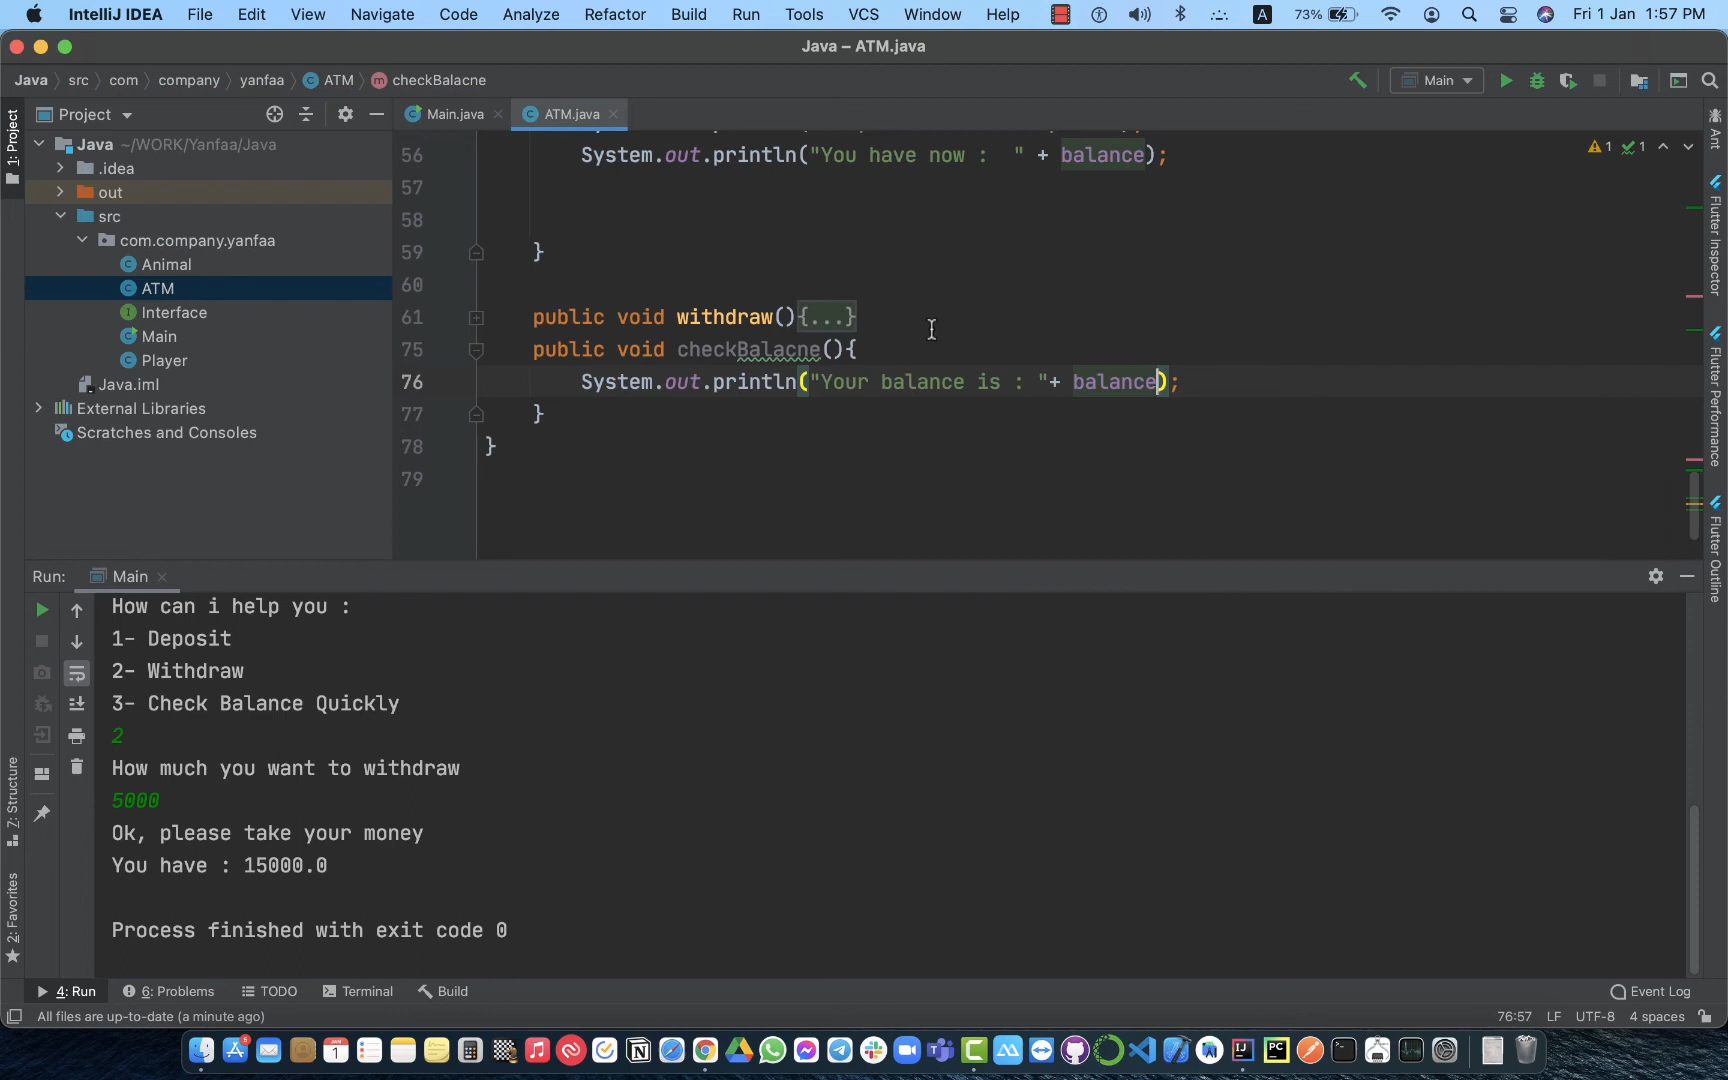 IntelliJ IDEA File Edit View Navigate Code Analyze Refactor Build Run Tools VCS Window Help A 73% Fri 1 Jan 1:57 PM
Java – ATM.java
Java src com company yanfaa ATM checkBalacne Main
Project Main.java ATM.java
1: Project
Java ~/WORK/Yanfaa/Java
.idea
out
src
com.company.yanfaa
Animal
ATM
Interface
Main
Player
Java.iml
External Libraries
Scratches and Consoles
1 1
56 System.out.println("You have now :  " + balance);
57
58
59 }
60
61 public void withdraw(){...}
75 public void checkBalacne(){
76 System.out.println("Your balance is : "+ balance);
77 }
78 }
79
Ant
Flutter Inspector
Flutter Performance
Flutter Outline
Run: Main
How can i help you :
1- Deposit
2- Withdraw
3- Check Balance Quickly
2
How much you want to withdraw
5000
Ok, please take your money
You have : 15000.0
Process finished with exit code 0
7: Structure
2: Favorites
4: Run 6: Problems TODO Terminal Build Event Log
All files are up-to-date (a minute ago) 76:57 LF UTF-8 4 spaces